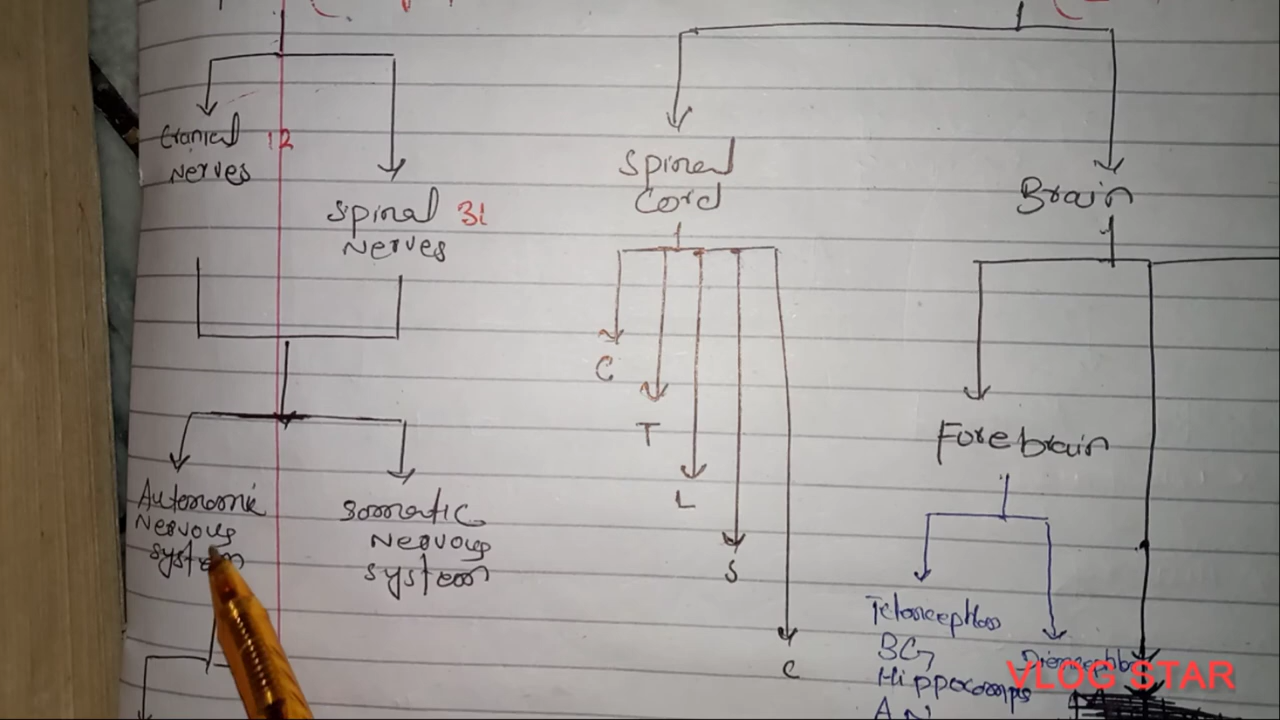 Cranial 12
Nerves
Spinal 31
Nerves
Autonomic
Nervous
system
Somatic
Nervous
system
Spinal
Cord
C
T
L
S
C
Brain
Forebrain
BG
Hippocampus
AN
VLOG STAR